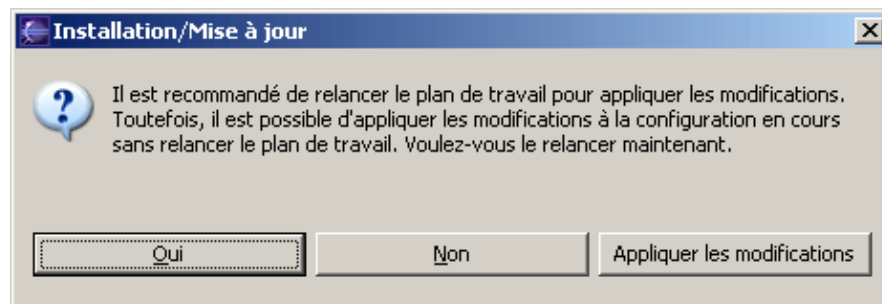 Installation/Mise à jour
Il est recommandé de relancer le plan de travail pour appliquer les modifications.
Toutefois, il est possible d'appliquer les modifications à la configuration en cours
sans relancer le plan de travail. Voulez-vous le relancer maintenant.
Oui
Non
Appliquer les modifications